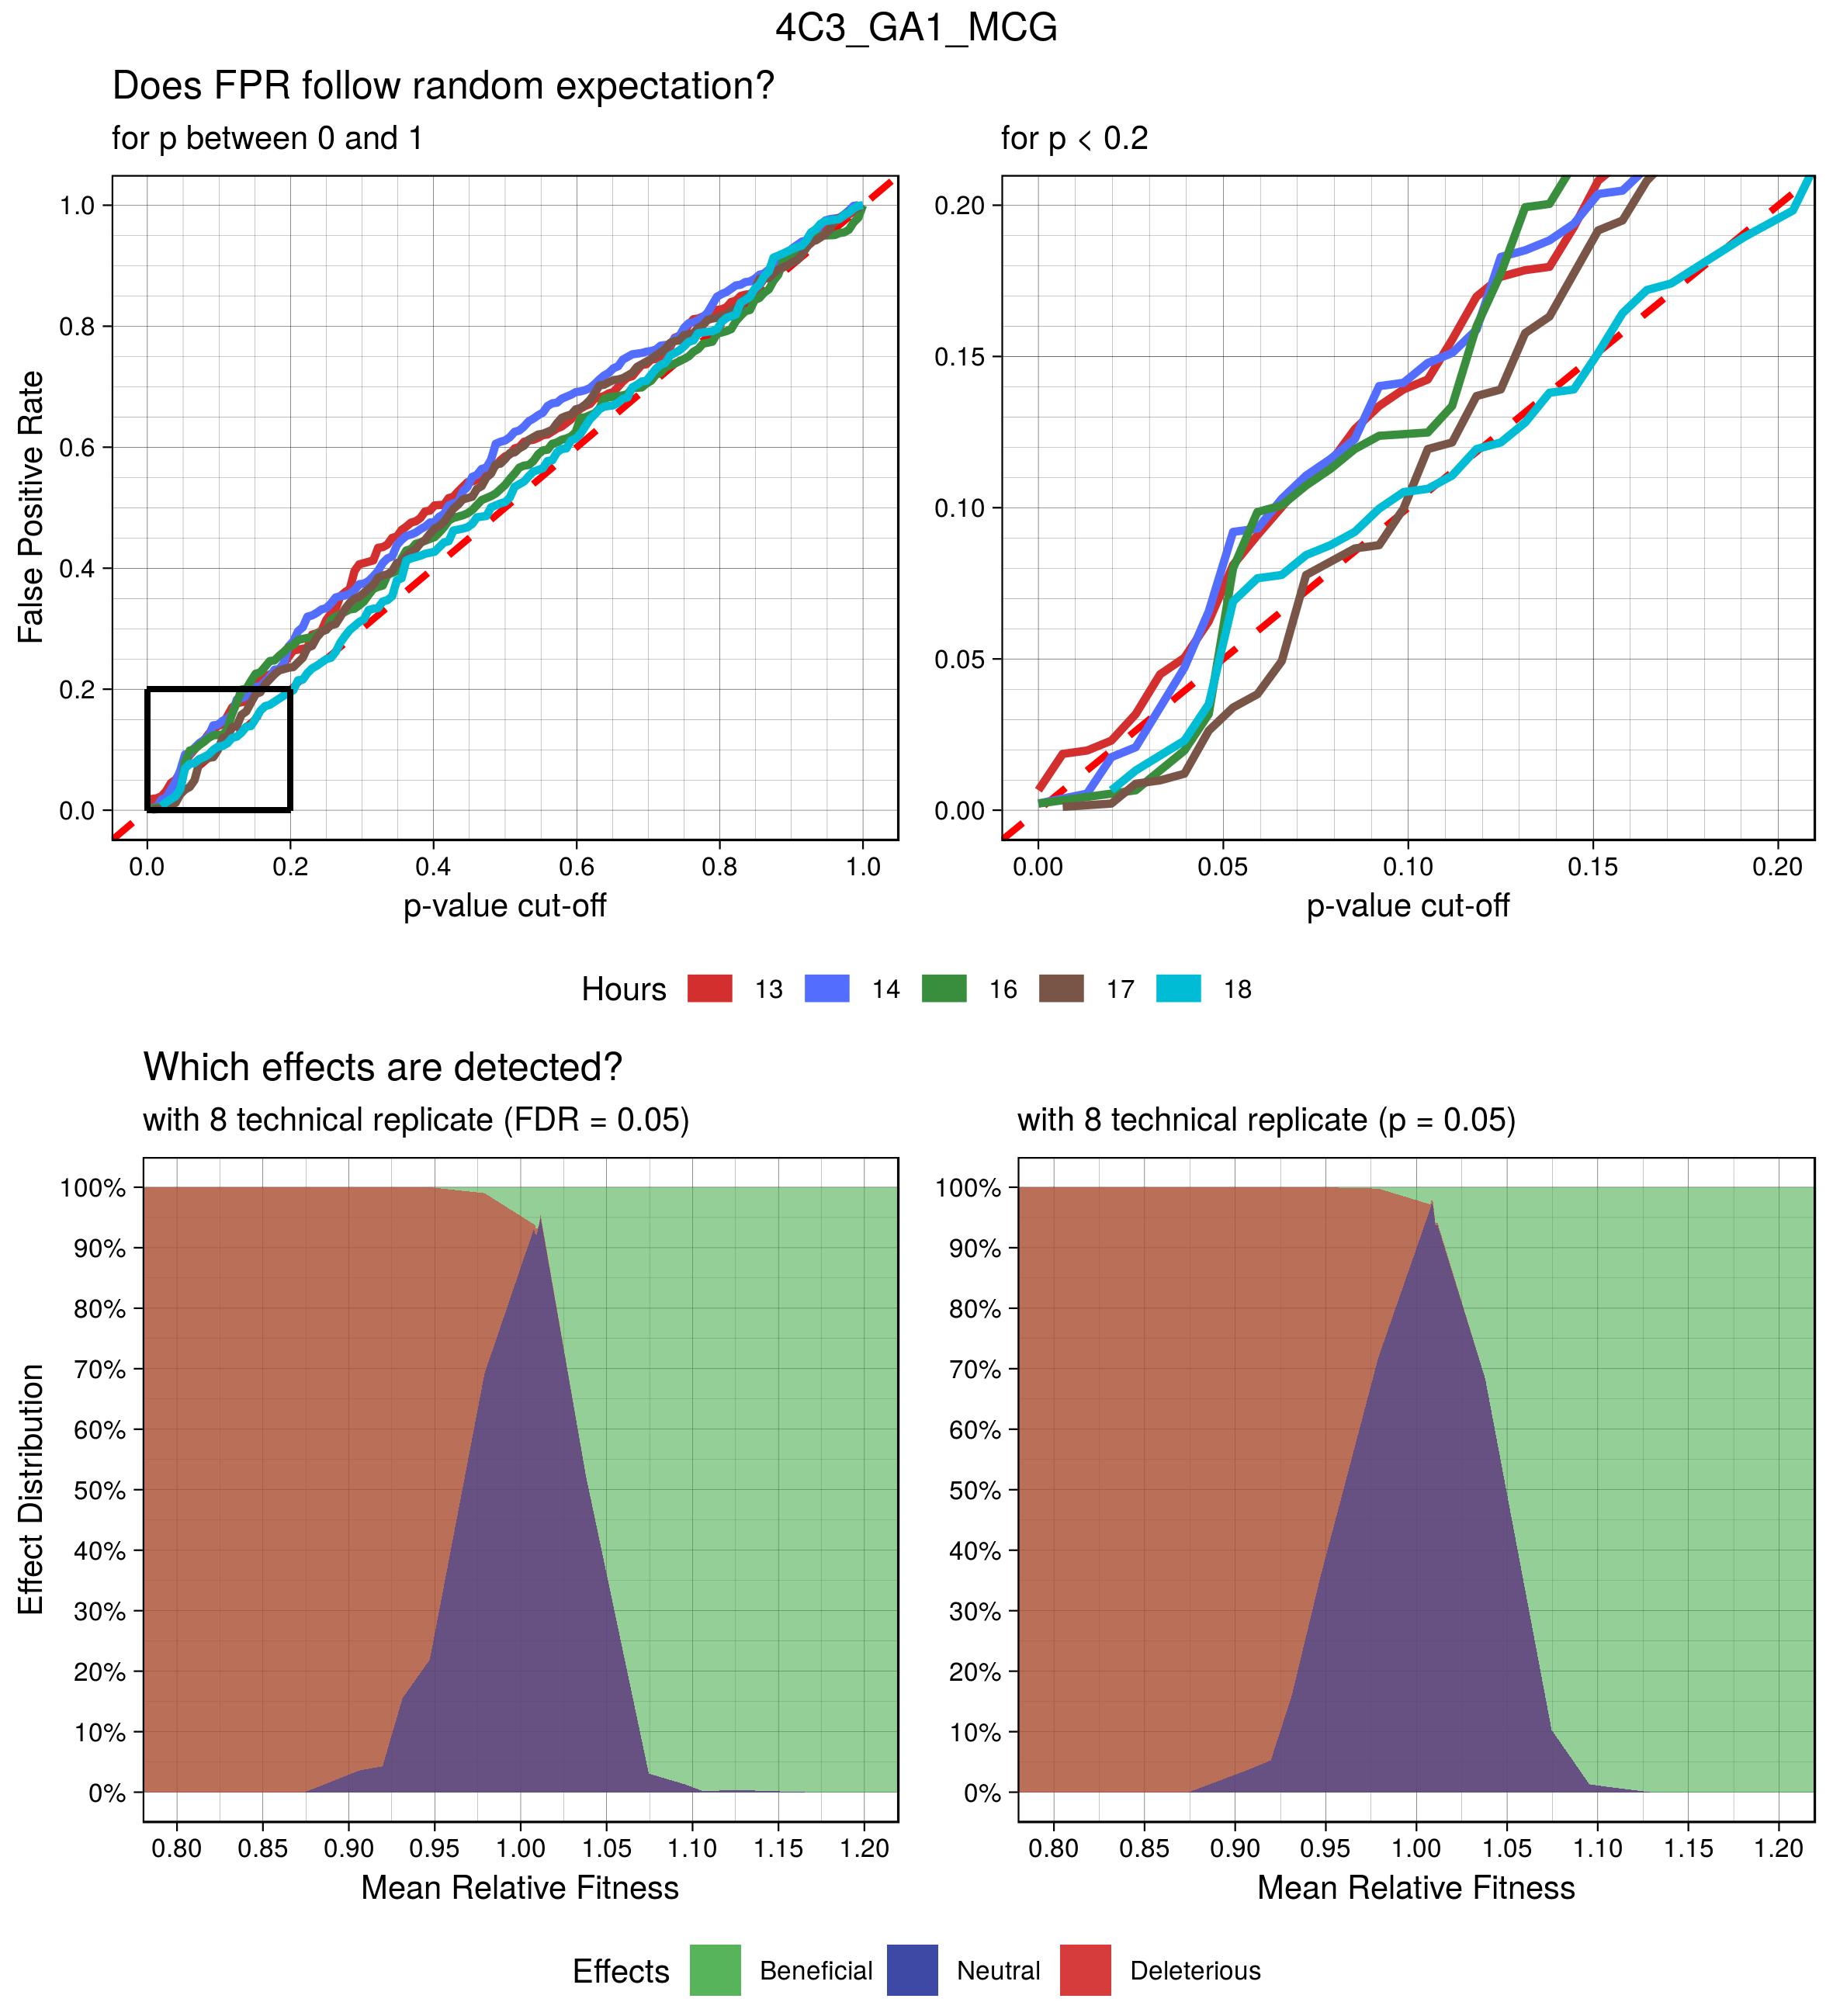 4C3_GA1_MCG
Does FPR follow random expectation?
for p between 0 and 1
for p < 0.2
False Positive Rate
1.0
0.8
0.6
0.4
0.2
0.0
0.0 0.2 0.4 0.6 0.8 1.0
p-value cut-off
0.20
0.15
0.10
0.05
0.00
0.00 0.05 0.10 0.15 0.20
p-value cut-off
Hours 13 14 16 17 18
Which effects are detected?
with 8 technical replicate (FDR = 0.05)
with 8 technical replicate (p = 0.05)
Effect Distribution
100%
90%
80%
70%
60%
50%
40%
30%
20%
10%
0%
0.80 0.85 0.90 0.95 1.00 1.05 1.10 1.15 1.20
Mean Relative Fitness
100%
90%
80%
70%
60%
50%
40%
30%
20%
10%
0%
0.80 0.85 0.90 0.95 1.00 1.05 1.10 1.15 1.20
Mean Relative Fitness
Effects Beneficial Neutral Deleterious